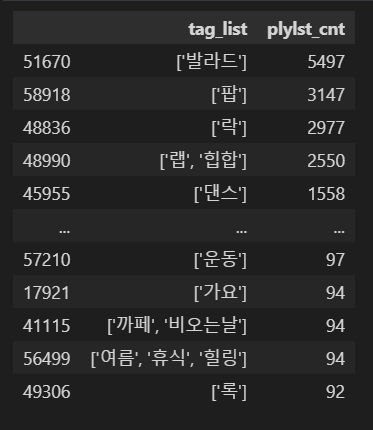 tag_list plylst_cnt
51670 ['발라드'] 5497
58918 ['팝'] 3147
48836 ['락'] 2977
48990 ['랩', '힙합'] 2550
45955 ['댄스'] 1558
... ... ...
57210 ['운동'] 97
17921 ['가요'] 94
41115 ['까페', '비오는날'] 94
56499 ['여름', '휴식', '힐링'] 94
49306 ['록'] 92